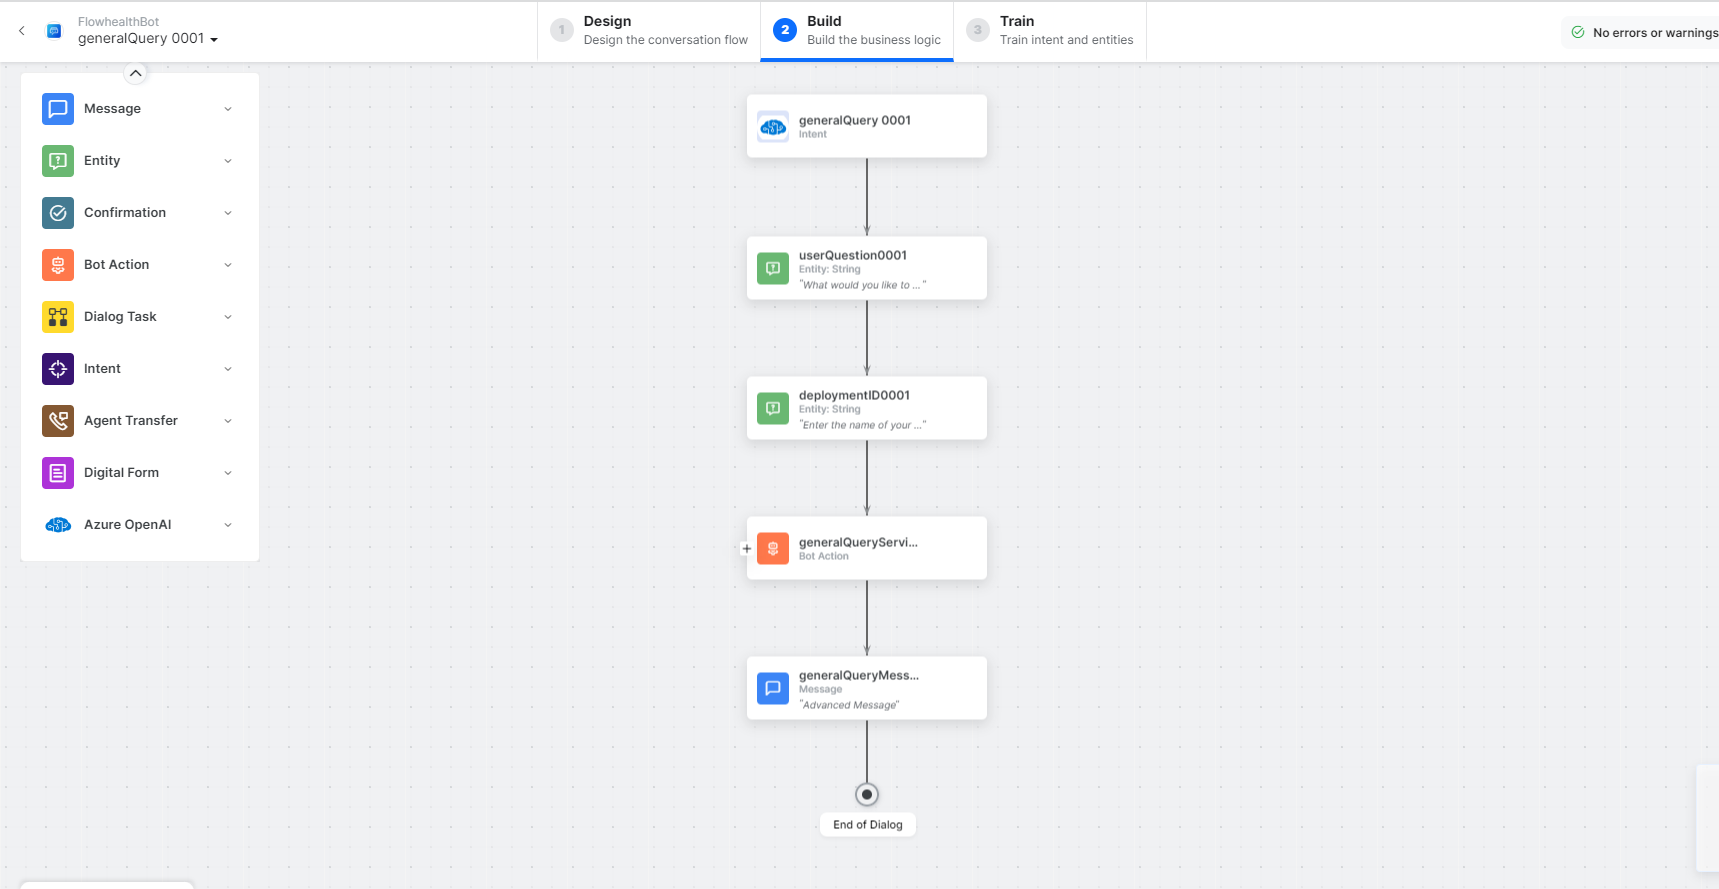 FlowhealthBot
generalQuery 0001
1
Design
Design the conversation flow
2
Build
Build the business logic
3
Train
Train intent and entities
No errors or warnings
Message
Entity
Confirmation
Bot Action
Dialog Task
Intent
Agent Transfer
Digital Form
Azure OpenAI
generalQuery 0001
Intent
userQuestion0001
Entity: String
"What would you like to ..."
deploymentID0001
Entity: String
"Enter the name of your ..."
generalQueryServi...
Bot Action
generalQueryMess...
Message
"Advanced Message"
End of Dialog